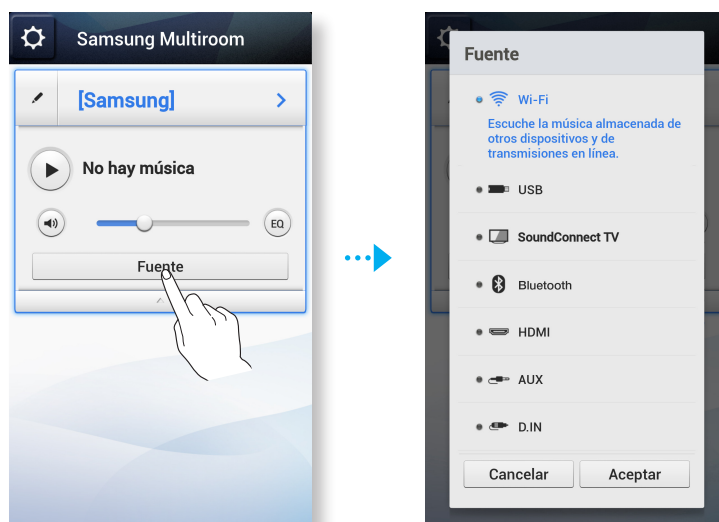 Samsung Multiroom
[Samsung]
No hay música
EQ
Fuente
Fuente
Wi-Fi
Escuche la música almacenada de
otros dispositivos y de
transmisiones en línea.
USB
SoundConnect TV
Bluetooth
HDMI
AUX
D.IN
Cancelar
Aceptar